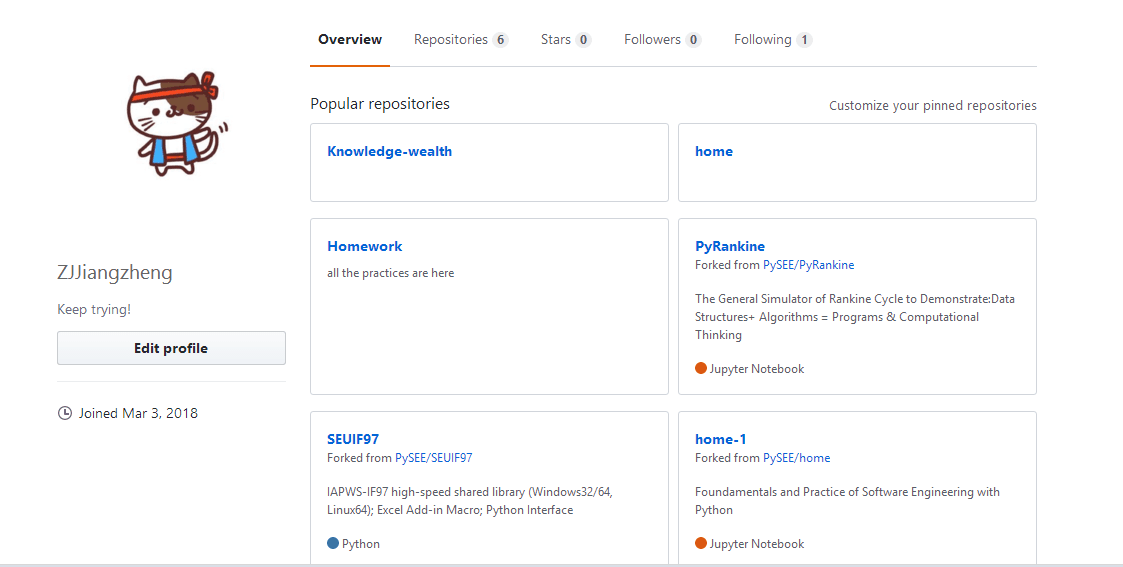 Overview Repositories 6 Stars 0 Followers 0 Following 1
Popular repositories
Customize your pinned repositories
Knowledge-wealth
home
Homework
all the practices are here
PyRankine
Forked from PySEE/PyRankine
The General Simulator of Rankine Cycle to Demonstrate:Data
Structures+ Algorithms = Programs & Computational
Thinking
Jupyter Notebook
SEUIF97
Forked from PySEE/SEUIF97
IAPWS-IF97 high-speed shared library (Windows32/64,
Linux64); Excel Add-in Macro; Python Interface
Python
home-1
Forked from PySEE/home
Foundamentals and Practice of Software Engineering with
Python
Jupyter Notebook
ZJJiangzheng
Keep trying!
Edit profile
Joined Mar 3, 2018